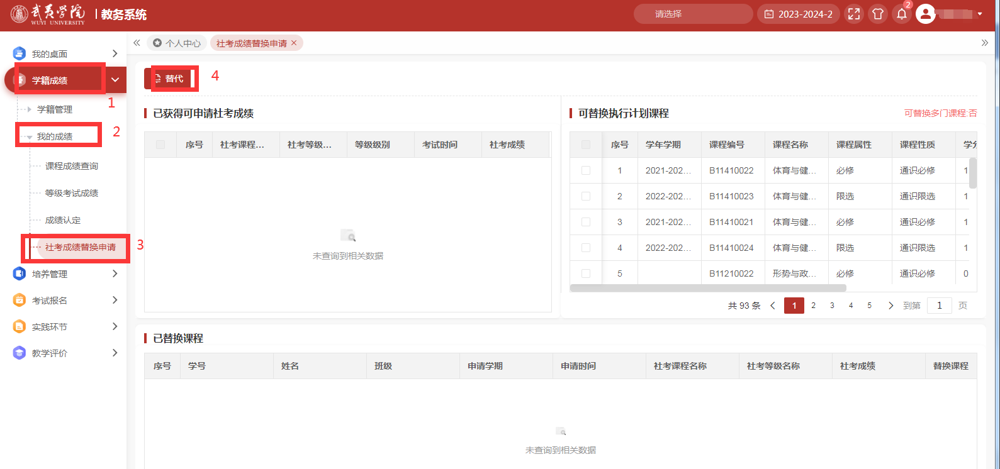 武夷学院
WUYI UNIVERSITY
教务系统
请选择
2023-2024-2
2
我的桌面
学籍成绩
1
学籍管理
我的成绩
2
课程成绩查询
等级考试成绩
成绩认定
社考成绩替换申请
3
培养管理
考试报名
实践环节
教学评价
个人中心
社考成绩替换申请 ×
替代
4
已获得可申请社考成绩
序号 社考课程... 社考等级... 等级级别 考试时间 社考成绩
未查询到相关数据
可替换执行计划课程
可替换多门课程:否
序号 学年学期 课程编号 课程名称 课程属性 课程性质 学分
1 2021-202... B11410022 体育与健... 必修 通识必修 1
2 2022-202... B11410023 体育与健... 限选 通识限选 1
3 2021-202... B11410021 体育与健... 必修 通识必修 1
4 2022-202... B11410024 体育与健... 限选 通识限选 1
5 B11210022 形势与政... 必修 通识必修 0
共 93 条 < 1 2 3 4 5 > 到第 1 页
已替换课程
序号 学号 姓名 班级 申请学期 申请时间 社考课程名称 社考等级名称 社考成绩 替换课程
未查询到相关数据